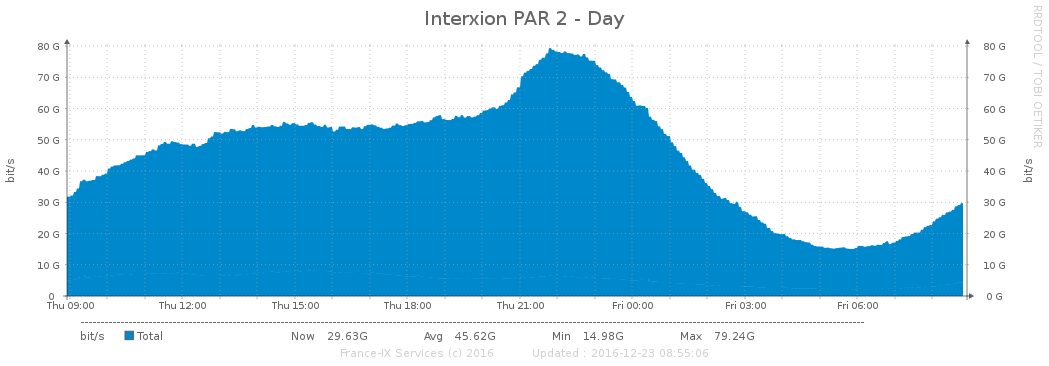 Interxion PAR 2 - Day
RRDTOOL / TOBI OETIKER
80 G 80 G
70 G 70 G
60 G 60 G
50 G 50 G
40 G 40 G
30 G 30 G
20 G 20 G
10 G 10 G
0 0 G
bit/s bit/s
Thu 09:00 Thu 12:00 Thu 15:00 Thu 18:00 Thu 21:00 Fri 00:00 Fri 03:00 Fri 06:00
bit/s Total Now 29.63G Avg 45.62G Min 14.98G Max 79.24G
France-IX Services (c) 2016 Updated : 2016-12-23 08:55:06